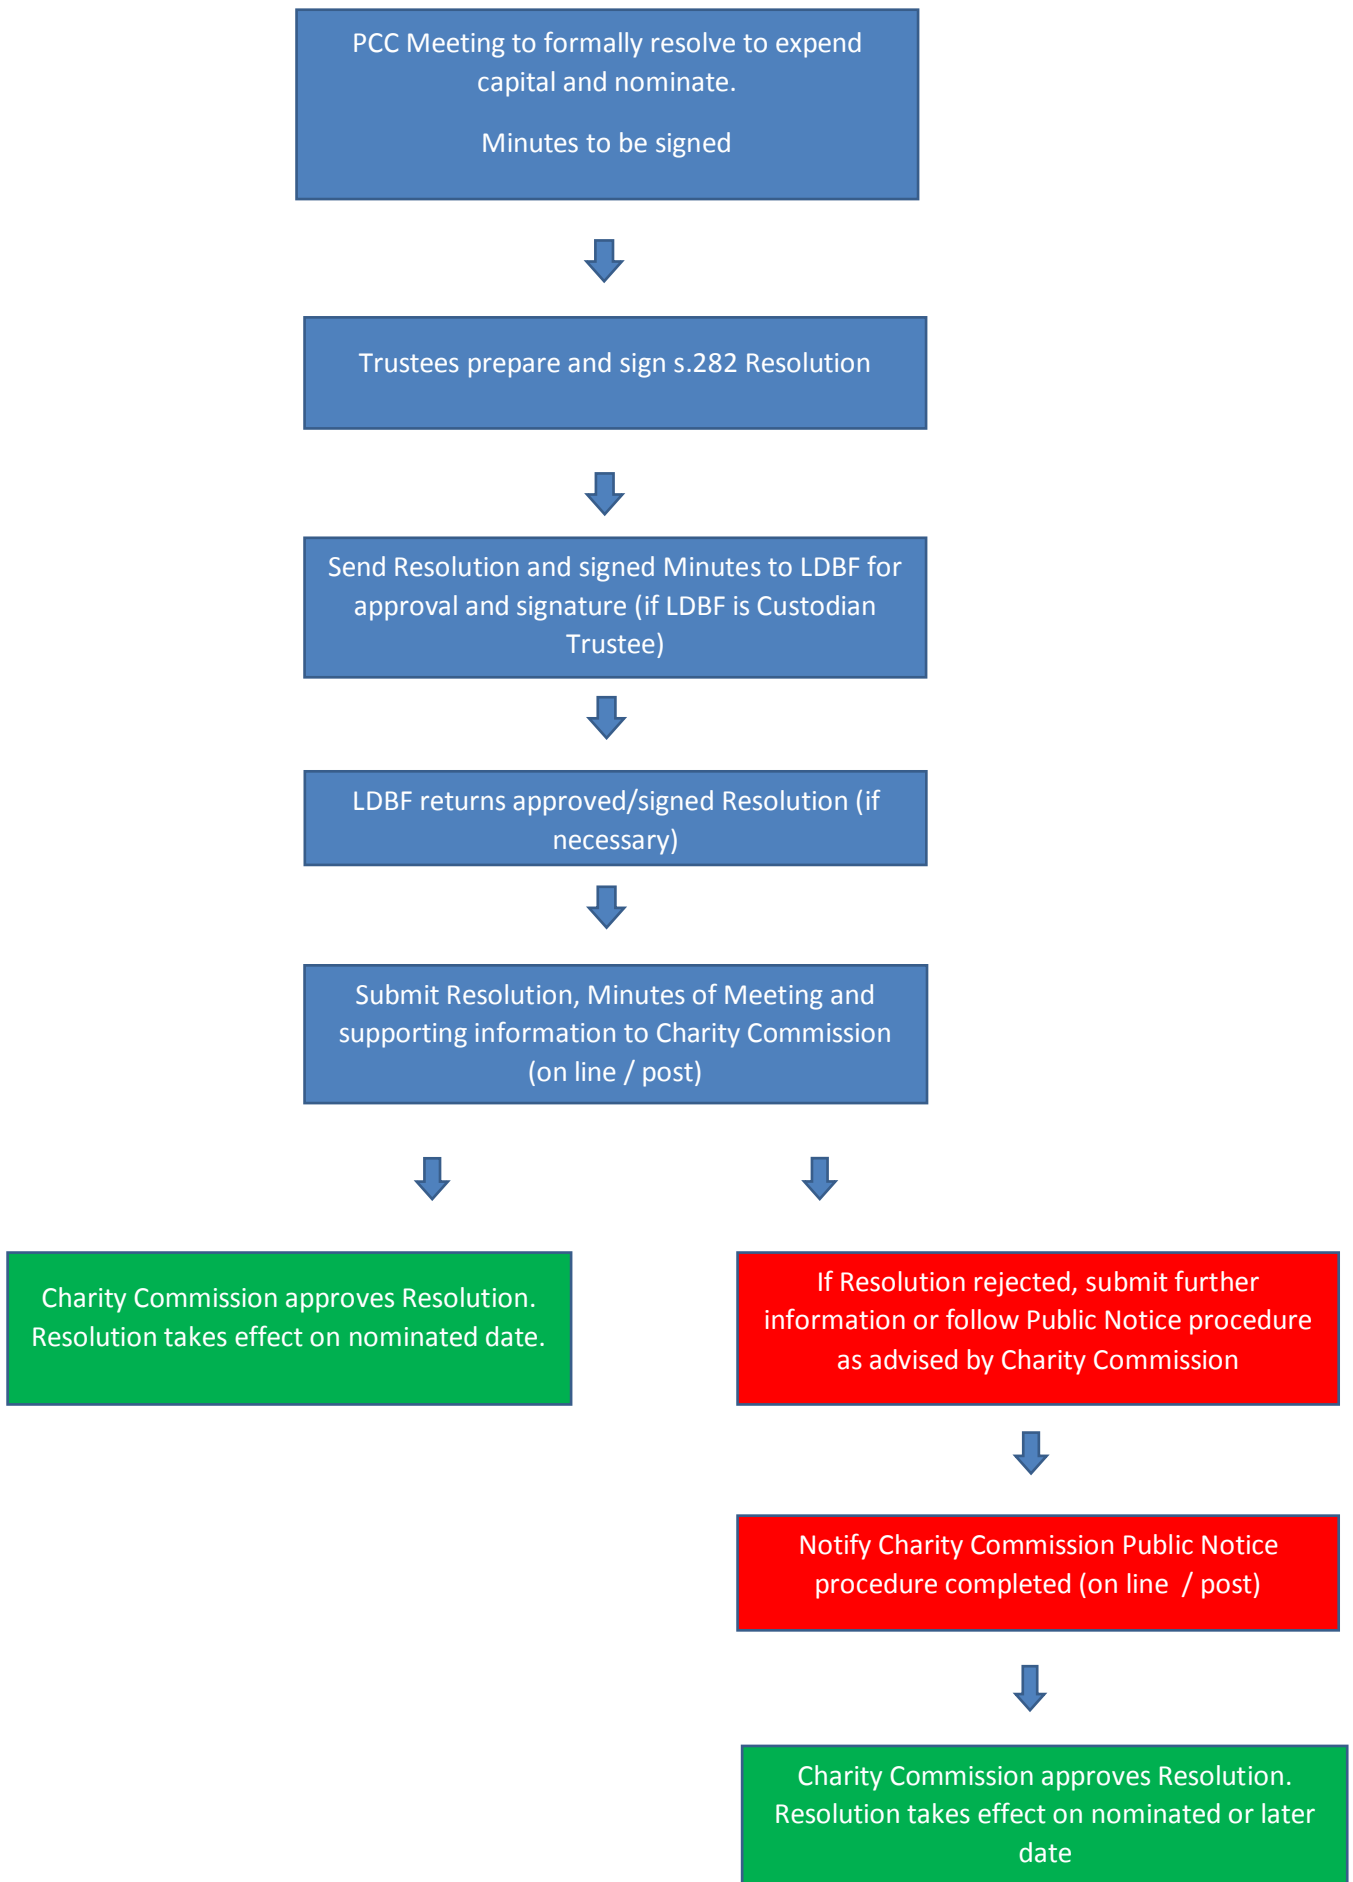 PCC Meeting to formally resolve to expend
capital and nominate.
Minutes to be signed
Trustees prepare and sign s.282 Resolution
Send Resolution and signed Minutes to LDBF for
approval and signature (if LDBF is Custodian
Trustee)
LDBF returns approved/signed Resolution (if
necessary)
Submit Resolution, Minutes of Meeting and
supporting information to Charity Commission
(on line / post)
Charity Commission approves Resolution.
Resolution takes effect on nominated date.
If Resolution rejected, submit further
information or follow Public Notice procedure
as advised by Charity Commission
Notify Charity Commission Public Notice
procedure completed (on line  / post)
Charity Commission approves Resolution.
Resolution takes effect on nominated or later
date